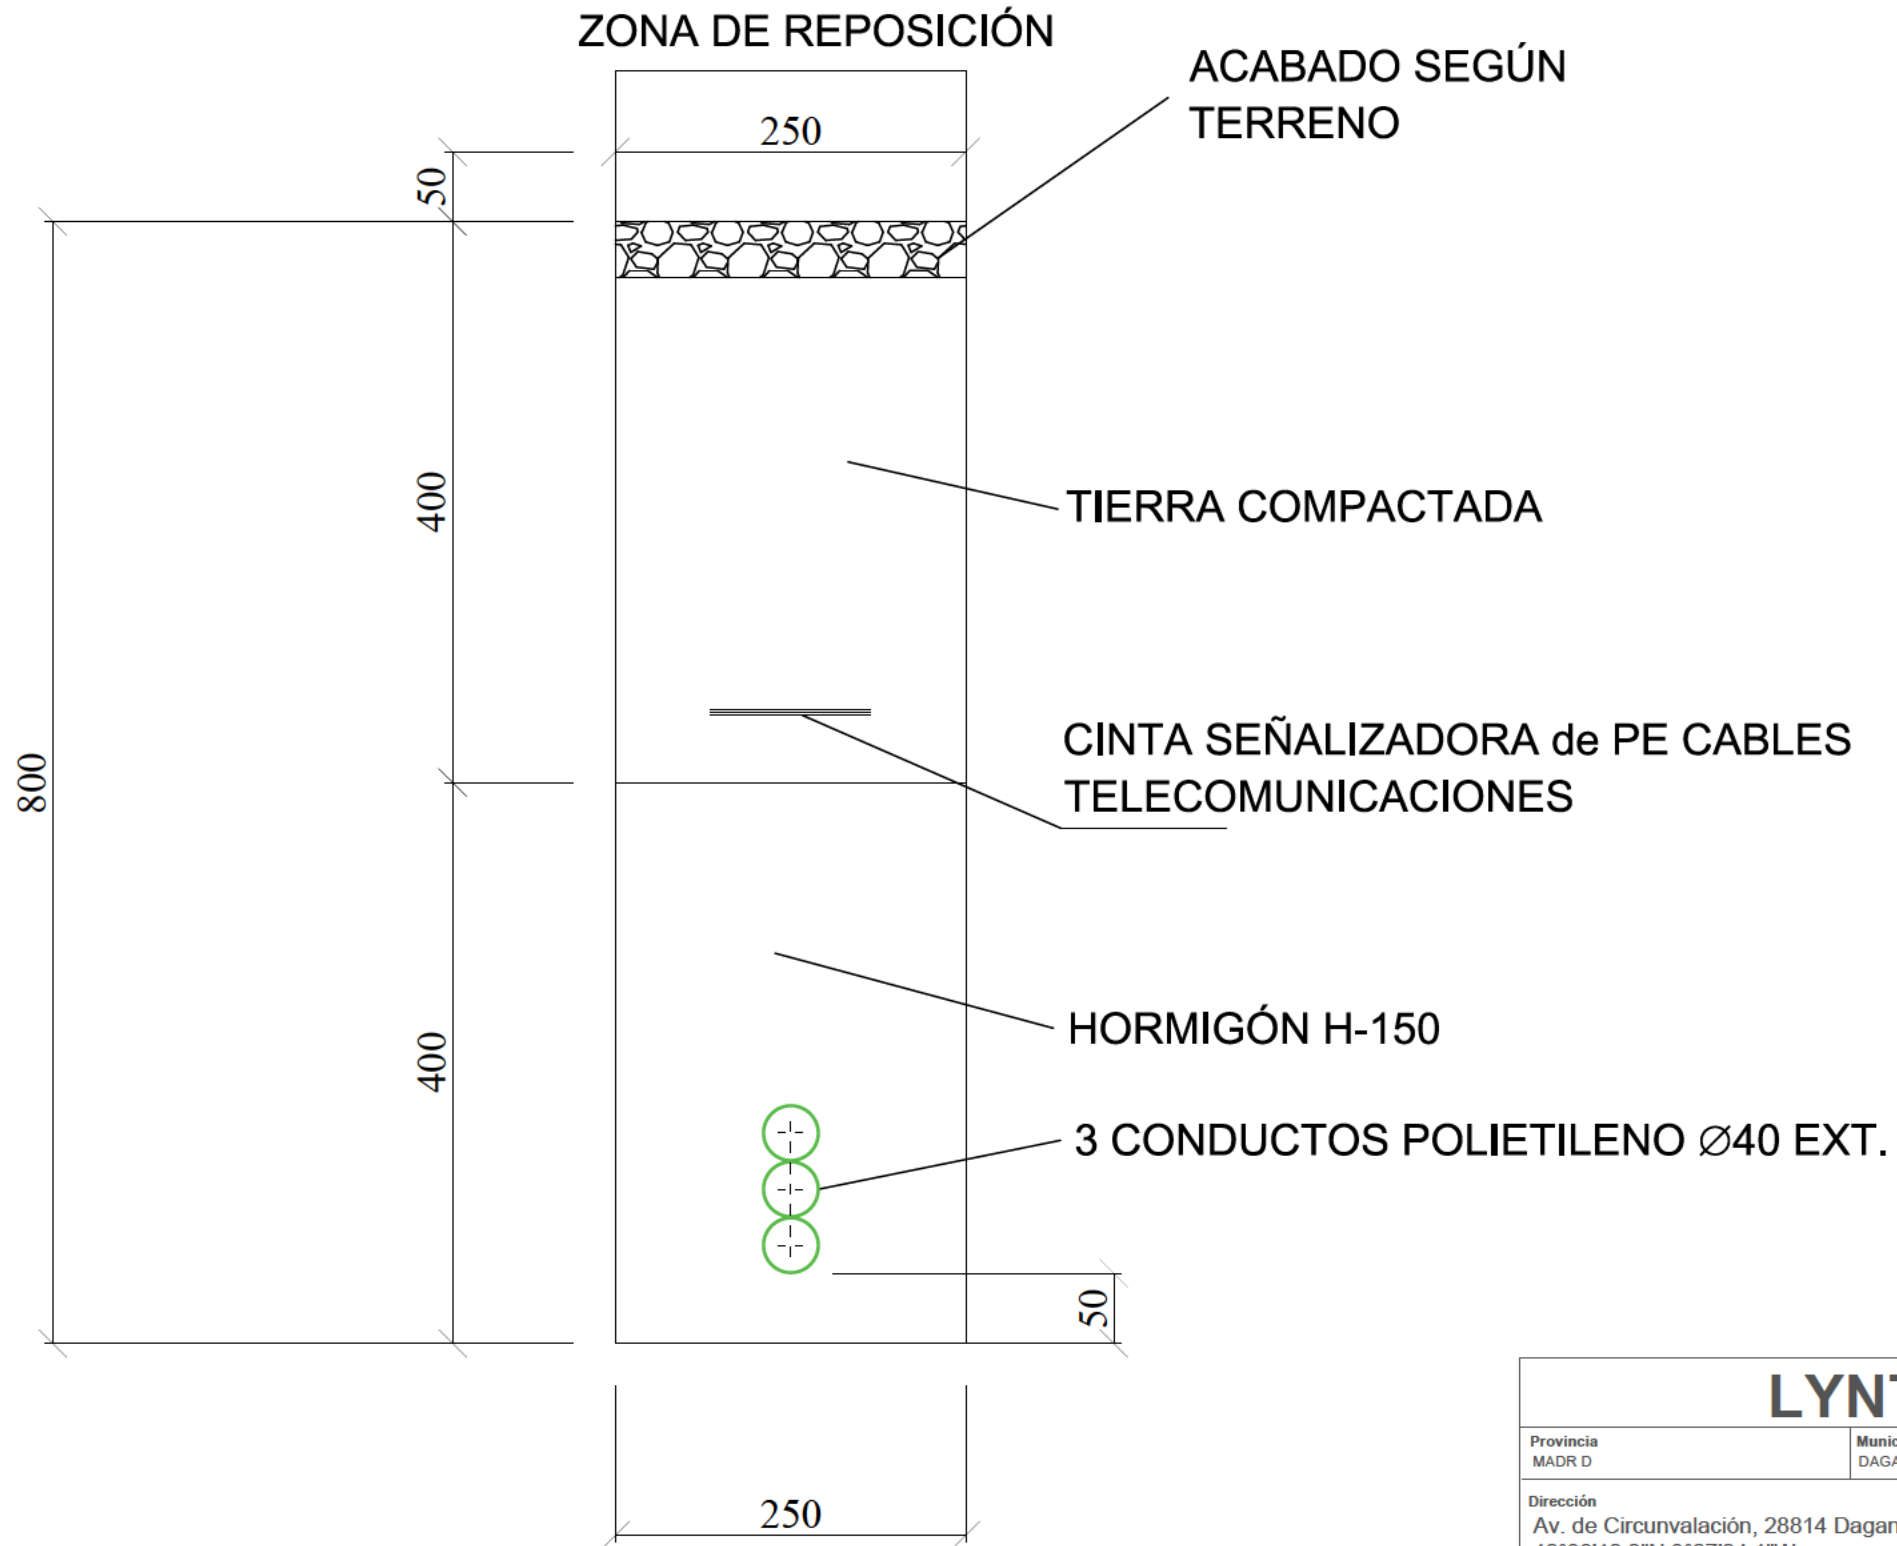 ZONA DE REPOSICIÓN
ACABADO SEGÚN
TERRENO
250
50
400
TIERRA COMPACTADA
CINTA SEÑALIZADORA de PE CABLES
TELECOMUNICACIONES
800
HORMIGÓN H-150
400
3 CONDUCTOS POLIETILENO Ø40 EXT.
50
250
Provincia
MADR D
Dirección
Av. de Circunvalación, 28814